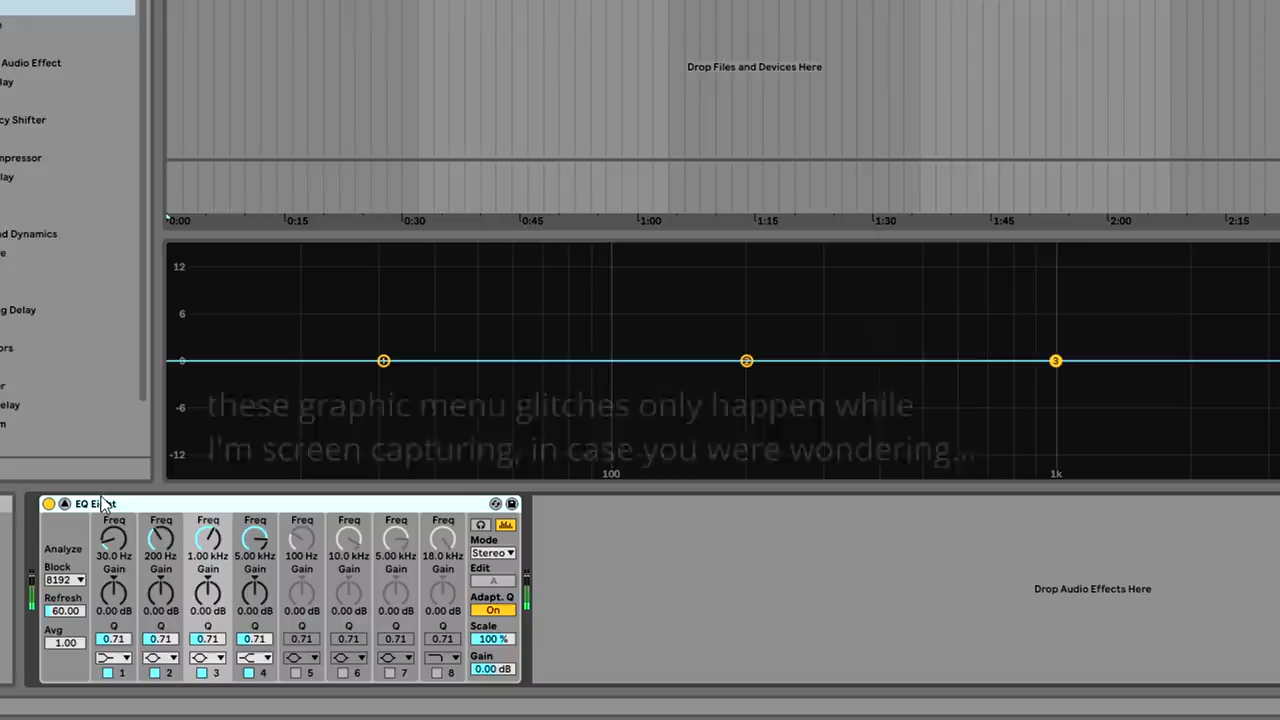 e
Audio Effect
lay
cy Shifter
mpressor
lay
nd Dynamics
re
g Delay
ors
r
elay
m
Drop Files and Devices Here
0:00 0:15 0:30 0:45 1:00 1:15 1:30 1:45 2:00 2:15
12
6
0
-6
-12
1 2 3
these graphic menu glitches only happen while
I'm screen capturing, in case you were wondering...
100 1k
EQ Eight
Freq Freq Freq Freq Freq Freq Freq Freq
30.0 Hz 200 Hz 1.00 kHz 5.00 kHz 100 Hz 10.0 kHz 5.00 kHz 18.0 kHz
Gain Gain Gain Gain Gain Gain Gain Gain
0.00 dB 0.00 dB 0.00 dB 0.00 dB 0.00 dB 0.00 dB 0.00 dB 0.00 dB
Q Q Q Q Q Q Q Q
0.71 0.71 0.71 0.71 0.71 0.71 0.71 0.71
1 2 3 4 5 6 7 8
Analyze
Block
8192
Refresh
60.00
Avg
1.00
Mode
Stereo
Edit
A
Adapt. Q
On
Scale
100 %
Gain
0.00 dB
Drop Audio Effects Here